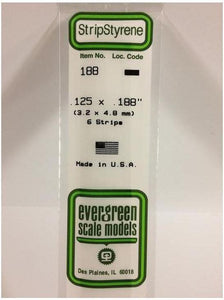 StripStyrene
Item No. Loc. Code
188
.125 x .188"
(3.2 x 4.8 mm)
6 Strips
Made in U.S.A.
evergreen
scale models
Des Plaines, IL 60018